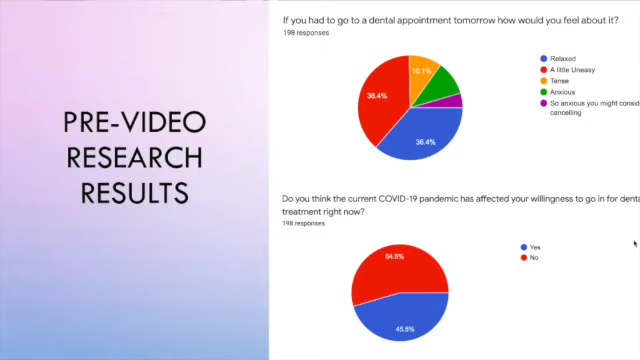 PRE-VIDEO
RESEARCH
RESULTS
If you had to go to a dental appointment tomorrow how would you feel about it?
198 responses
10.1%
38.4%
36.4%
Relaxed
A little Uneasy
Tense
Anxious
So anxious you might consid
cancelling
Do you think the current COVID-19 pandemic has affected your willingness to go in for denta
treatment right now?
198 responses
54.5%
45.5%
Yes
No